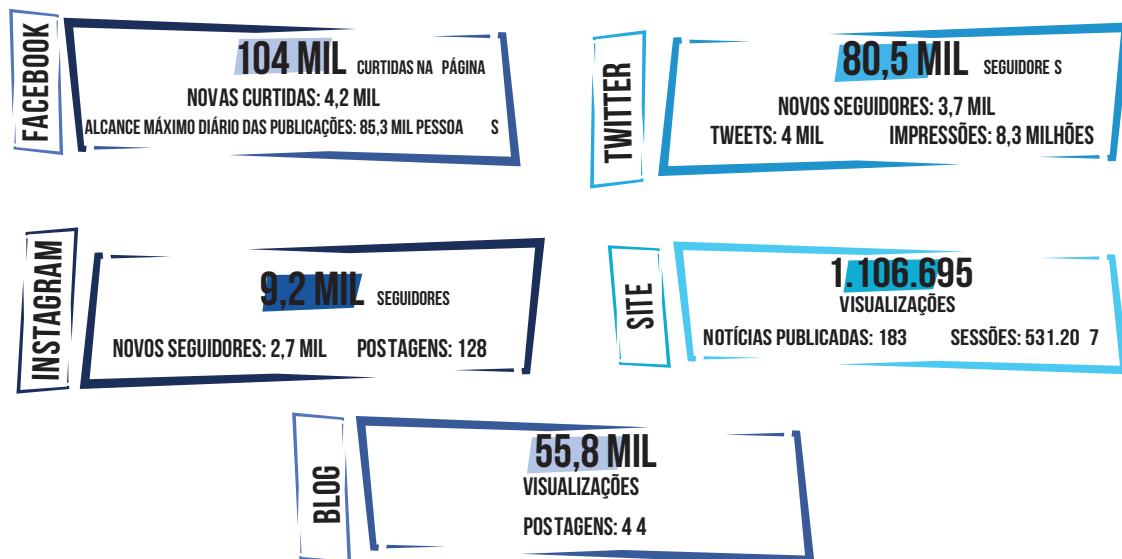 FACEBOOK
104 MIL CURTIDAS NA PÁGINA
NOVAS CURTIDAS: 4,2 MIL
ALCANCE MÁXIMO DIÁRIO DAS PUBLICAÇÕES: 85,3 MIL PESSOA S
TWITTER
80,5 MIL SEGUIDORE S
NOVOS SEGUIDORES: 3,7 MIL
TWEETS: 4 MIL IMPRESSÕES: 8,3 MILHÕES
INSTAGRAM
9,2 MIL SEGUIDORES
NOVOS SEGUIDORES: 2,7 MIL POSTAGENS: 128
SITE
1.106.695
VISUALIZAÇÕES
NOTÍCIAS PUBLICADAS: 183 SESSÕES: 531.20 7
BLOG
55,8 MIL
VISUALIZAÇÕES
POSTAGENS: 4 4